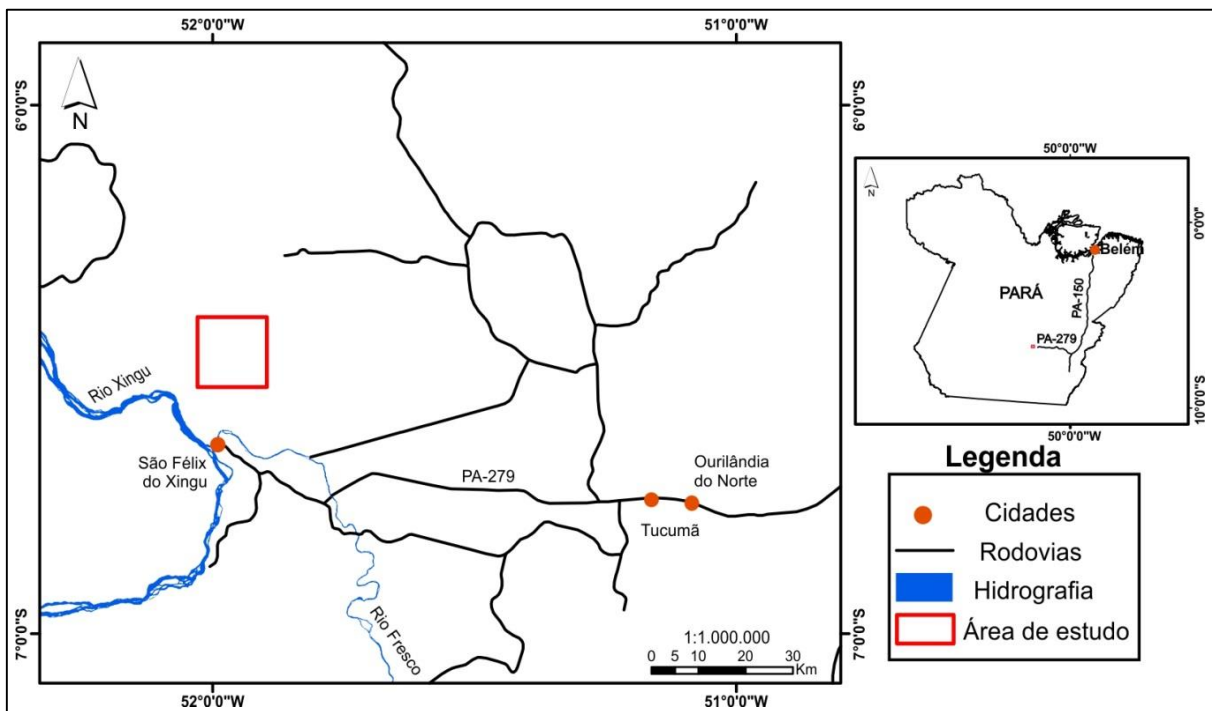 52°0'0"W
51°0'0"W
6°0'0"S
6°0'0"S
N
Rio Xingu
São Félix
do Xingu
PA-279
Ourilândia
do Norte
Tucumã
Rio Fresco
1:1.000.000
0 5 10 20 30
Km
7°0'0"S
7°0'0"S
52°0'0"W
51°0'0"W
50°0'0"W
N
0°0'0"
Belém
PARÁ
PA-150
PA-279
10°0'0"S
50°0'0"W
Legenda
Cidades
Rodovias
Hidrografia
Área de estudo